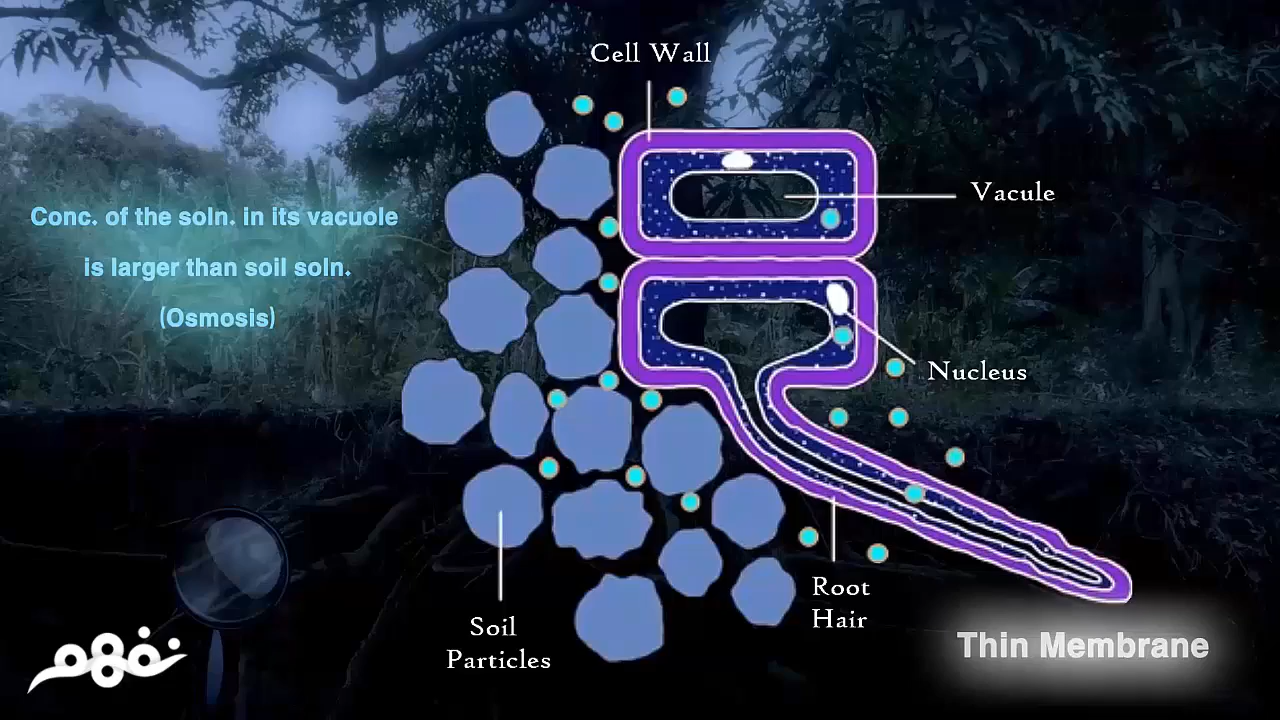 Cell Wall
Vacule
Conc. of the soln. in its vacuole
is larger than soil soln.
(Osmosis)
Nucleus
Root
Hair
Soil
Particles
Thin Membrane
نفهم